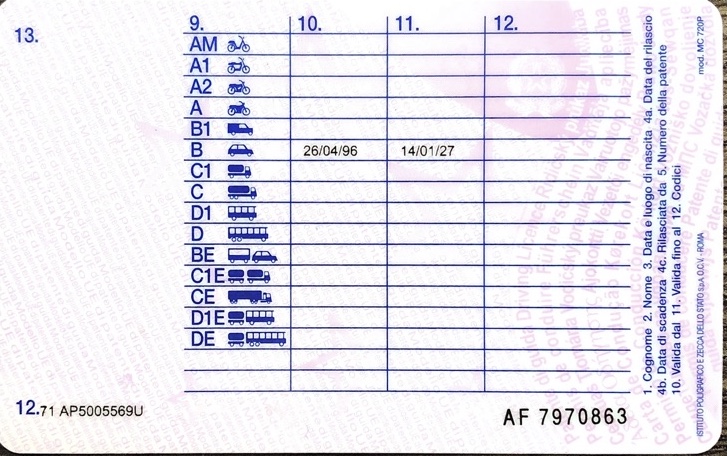 13.
9. 10. 11. 12.
AM
A1
A2
A
B1
B 26/04/96 14/01/27
C1
C
D1
D
BE
C1E
CE
D1E
DE
12.71 AP5005569U
AF 7970863
1. Cognome 2. Nome 3. Data e luogo di nascita 4a. Data del rilascio
4b. Data di scadenza 4c. Rilasciata da 5. Numero della patente
10. Valida dal 11. Valida fino al 12. Codici
ISTITUTO POLIGRAFICO E ZECCA DELLO STATO S.p.A. O.C.V. - ROMA
mod. MC 720P